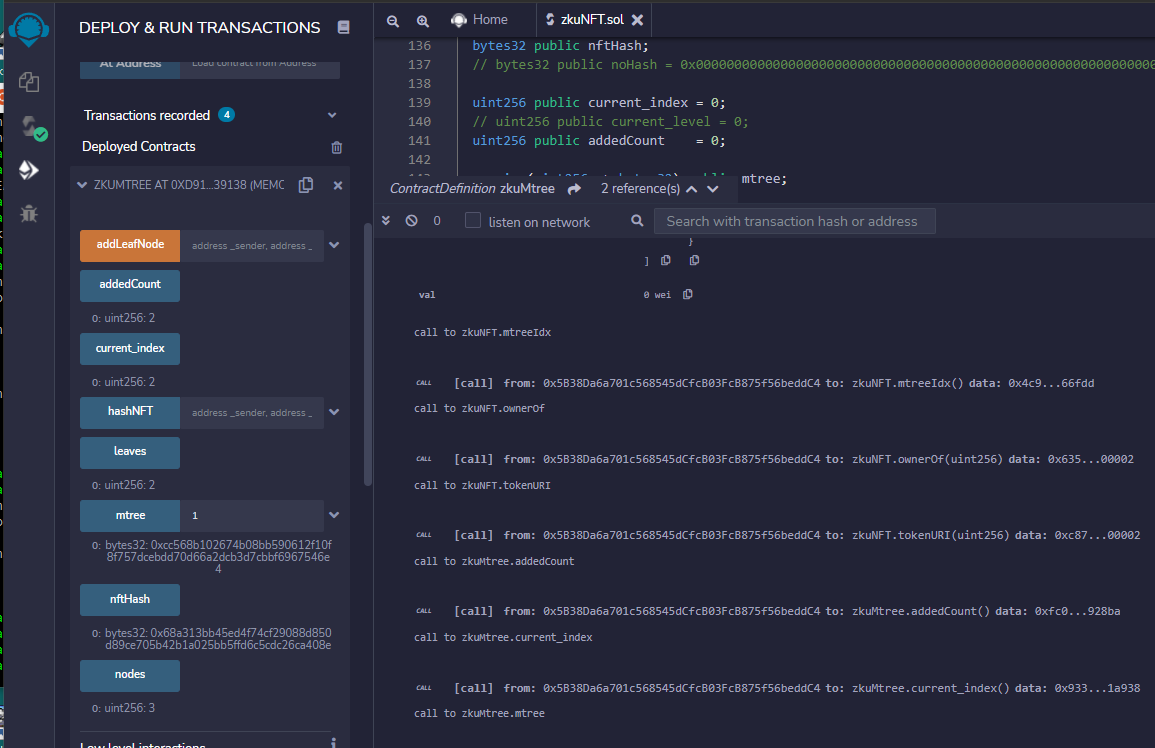 DEPLOY & RUN TRANSACTIONS
At Address
Load contract from Address
Transactions recorded 4
Deployed Contracts
ZKUMTREE AT 0XD91...39138 (MEMC
addLeafNode address _sender, address _
addedCount
0: uint256: 2
current_index
0: uint256: 2
hashNFT address _sender, address _
leaves
0: uint256: 2
mtree 1
0: bytes32: 0xcc568b102674b08bb590612f10f
8f757dcebdd70d66a2dcb3d7cbbf6967546e
4
nftHash
0: bytes32: 0x68a313bb45ed4f74cf29088d850
d89ce705b42b1a025bb5ffd6c5cdc26ca408e
nodes
0: uint256: 3
Low level interactions
Home
zkuNFT.sol
136 bytes32 public nftHash;
137 // bytes32 public noHash =
138
139 uint256 public current_index = 0;
140 // uint256 public current_level = 0;
141 uint256 public addedCount = 0;
142
mtree;
ContractDefinition zkuMtree 2 reference(s)
0 listen on network
Search with transaction hash or address
}
]
val 0 wei
call to zkuNFT.mtreeIdx
CALL [call] from: 0x5B38Da6a701c568545dCfcB03FcB875f56beddC4 to: zkuNFT.mtreeIdx() data: 0x4c9...66fdd
call to zkuNFT.ownerOf
CALL [call] from: 0x5B38Da6a701c568545dCfcB03FcB875f56beddC4 to: zkuNFT.ownerOf(uint256) data: 0x635...00002
call to zkuNFT.tokenURI
CALL [call] from: 0x5B38Da6a701c568545dCfcB03FcB875f56beddC4 to: zkuNFT.tokenURI(uint256) data: 0xc87...00002
call to zkuMtree.addedCount
CALL [call] from: 0x5B38Da6a701c568545dCfcB03FcB875f56beddC4 to: zkuMtree.addedCount() data: 0xfc0...928ba
call to zkuMtree.current_index
CALL [call] from: 0x5B38Da6a701c568545dCfcB03FcB875f56beddC4 to: zkuMtree.current_index() data: 0x933...1a938
call to zkuMtree.mtree